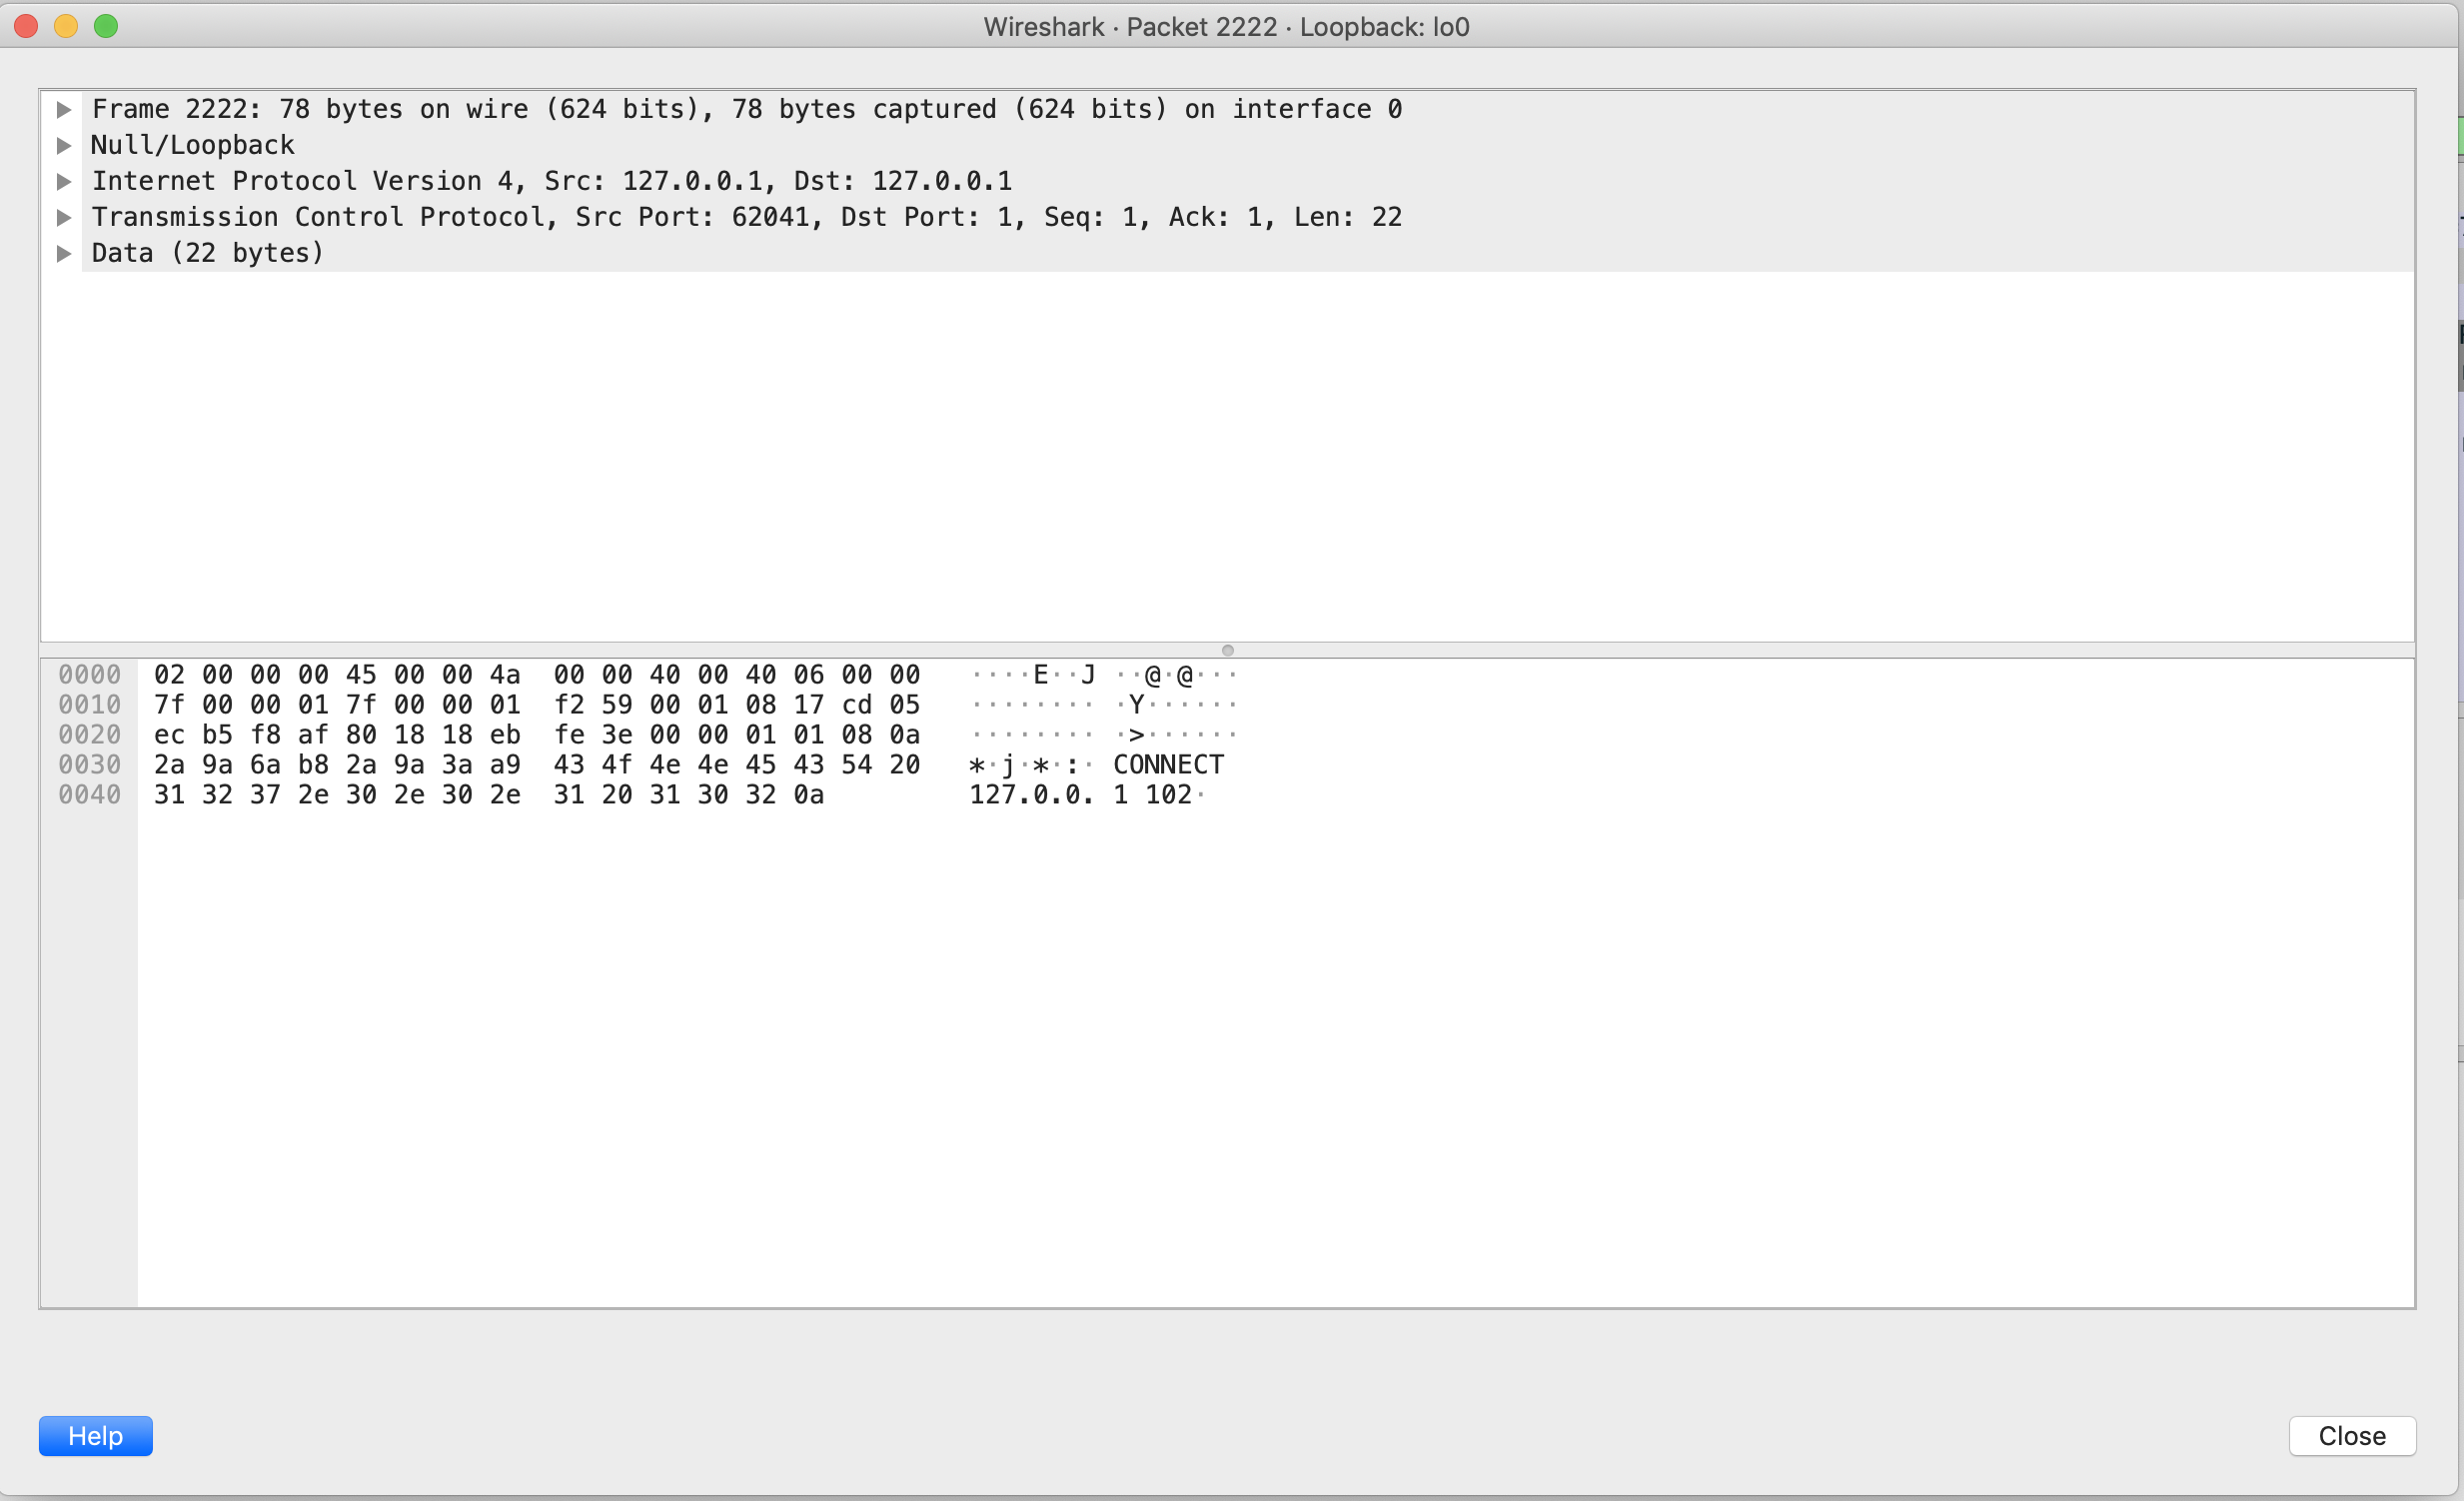 Wireshark · Packet 2222 · Loopback: lo0
Frame 2222: 78 bytes on wire (624 bits), 78 bytes captured (624 bits) on interface 0
Null/Loopback
Internet Protocol Version 4, Src: 127.0.0.1, Dst: 127.0.0.1
Transmission Control Protocol, Src Port: 62041, Dst Port: 1, Seq: 1, Ack: 1, Len: 22
Data (22 bytes)
0000 02 00 00 00 45 00 00 4a 00 00 40 00 40 06 00 00 ····E··J ··@·@···
0010 7f 00 00 01 7f 00 00 01 f2 59 00 01 08 17 cd 05 ········ ·Y······
0020 ec b5 f8 af 80 18 18 eb fe 3e 00 00 01 01 08 0a ········ ·>······
0030 2a 9a 6a b8 2a 9a 3a a9 43 4f 4e 4e 45 43 54 20 *·j·*·:· CONNECT
0040 31 32 37 2e 30 2e 30 2e 31 20 31 30 32 0a 127.0.0. 1 102·
Help
Close